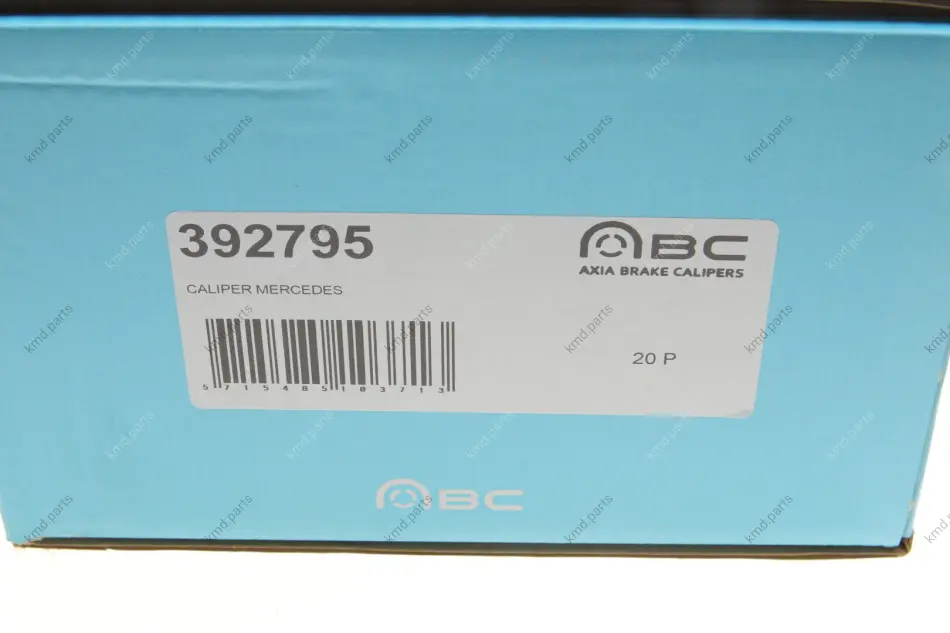 392795
ABC
AXIA BRAKE CALIPERS
CALIPER MERCEDES
20 P
5715485103713
ABC
kmd.parts